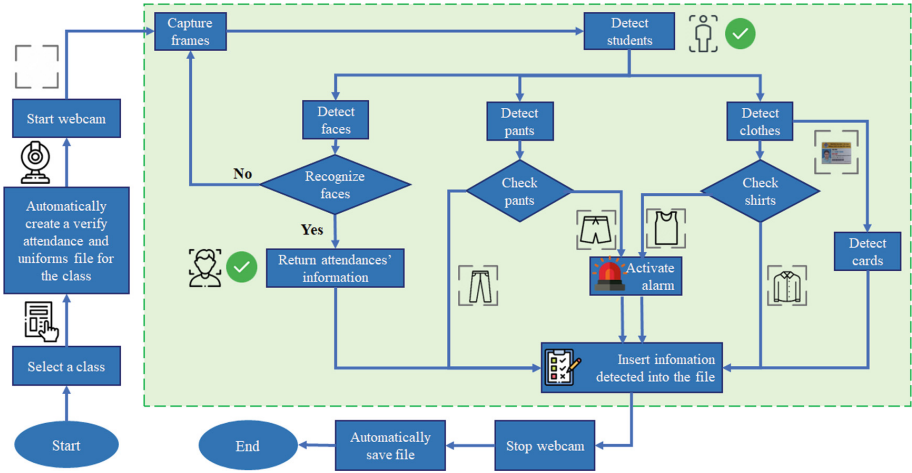 Capture
frames
Detect
students
Start webcam
Detect
faces
Detect
pants
Detect
clothes
No
Recognize
faces
Check
pants
Check
shirts
Automatically
create a verify
attendance and
uniforms file for
the class
Yes
Return attendances’
information
Activate
alarm
Detect
cards
Select a class
Insert infomation
detected into the file
Start
End
Automatically
save file
Stop webcam